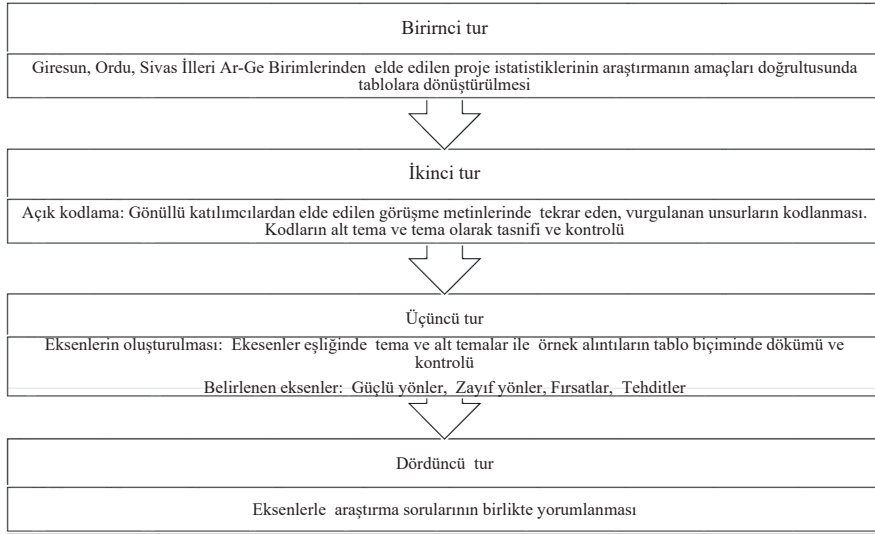 Birirnci tur
Giresun, Ordu, Sivas İlleri Ar-Ge Birimlerinden elde edilen proje istatistiklerinin araştırmanın amaçları doğrultusunda
tablolara dönüştürülmesi
İkinci tur
Açık kodlama: Gönüllü katılımcılardan elde edilen görüşme metinlerinde tekrar eden, vurgulanan unsurların kodlanması.
Kodların alt tema ve tema olarak tasnifi ve kontrolü
Üçüncü tur
Eksenlerin oluşturulması: Ekesenler eşliğinde tema ve alt temalar ile örnek alıntıların tablo biçiminde dökümü ve
kontrolü
Belirlenen eksenler: Güçlü yönler, Zayıf yönler, Fırsatlar, Tehditler
Dördüncü tur
Eksenlerle araştırma sorularının birlikte yorumlanması